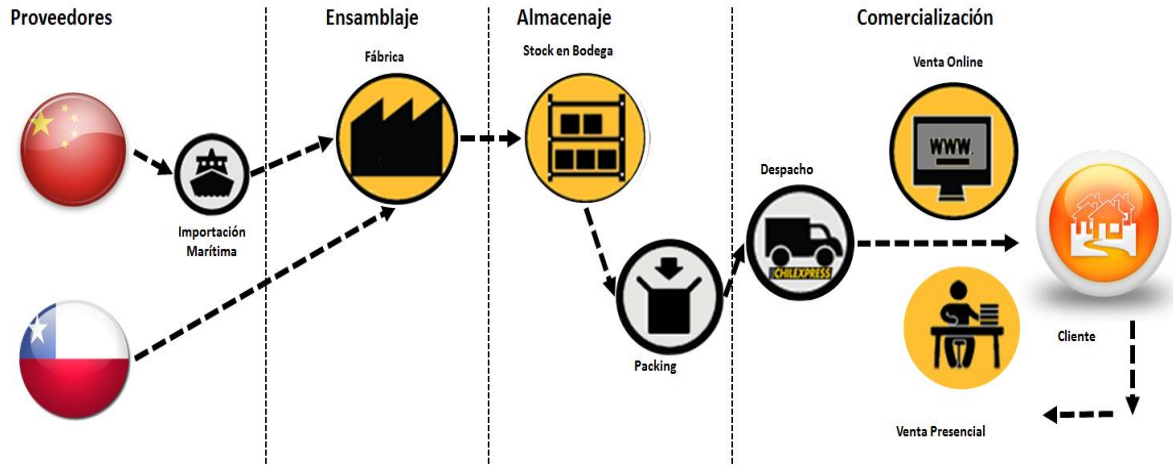 Proveedores
Ensamblaje
Almacenaje
Comercialización
Fábrica
Stock en Bodega
Venta Online
WWW.
Importación
Marítima
Despacho
CHILEXPRESS
Packing
Cliente
Venta Presencial